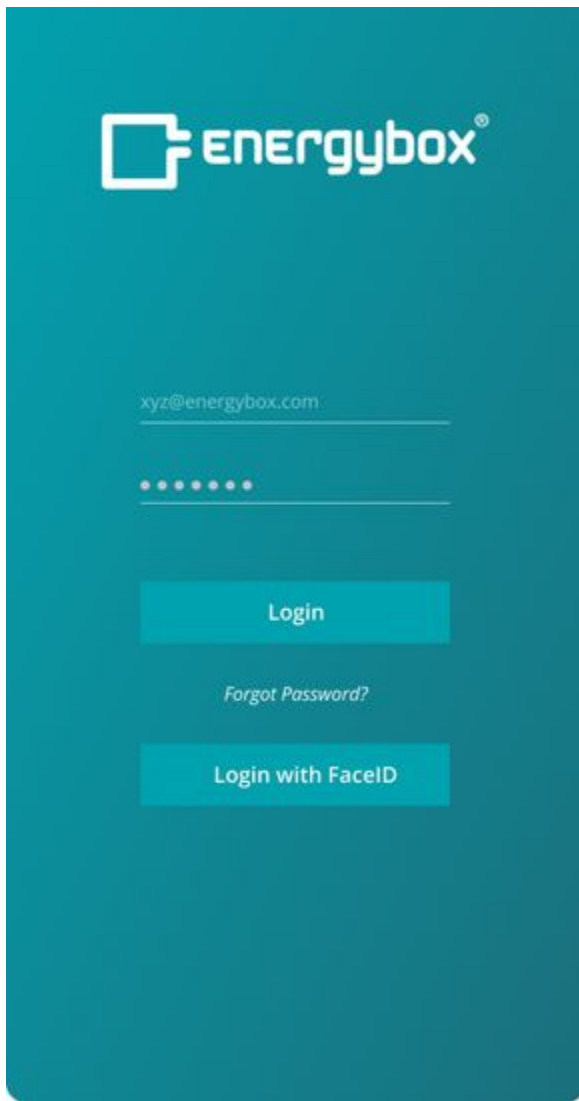 energybox®
xyz@energybox.com
•••••••
Login
Forgot Password?
Login with FaceID